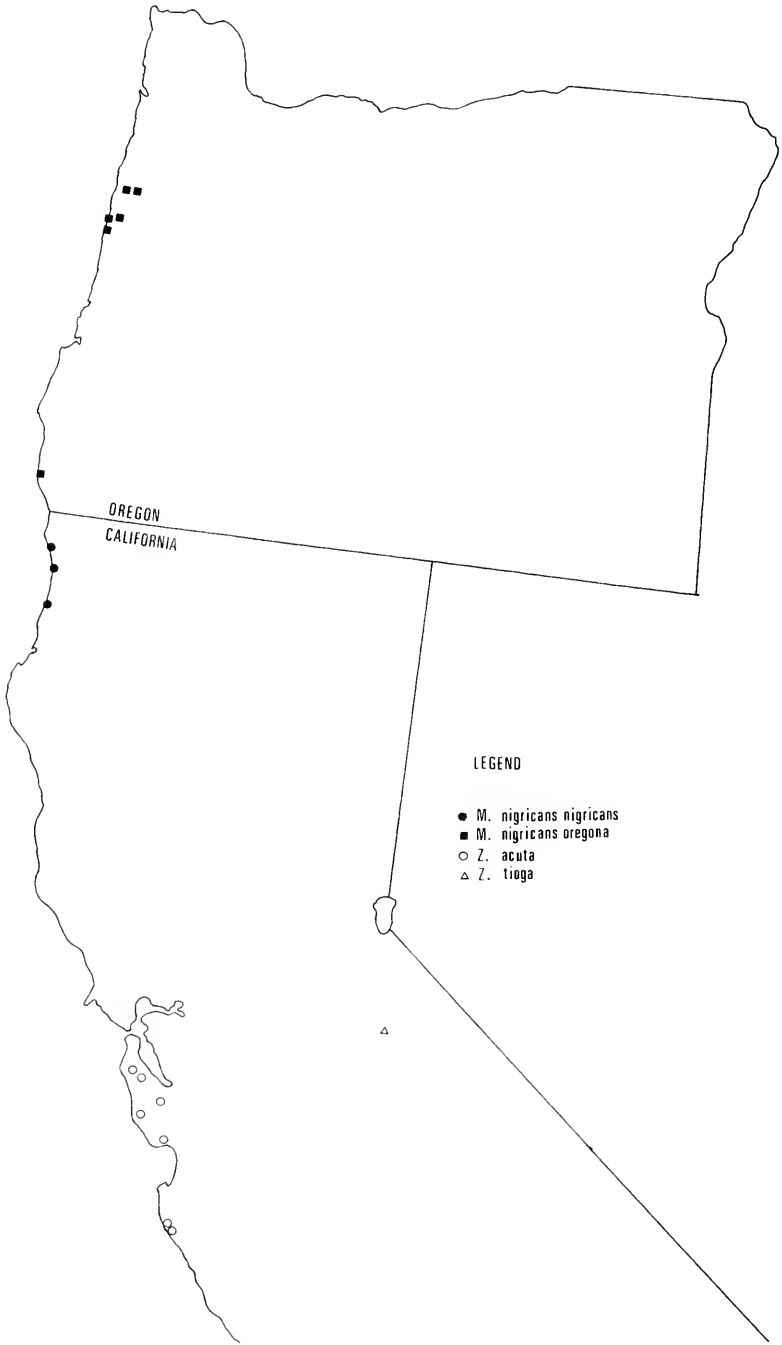 OREGON
CALIFORNIA
LEGEND
M. nigricans nigricans
M. nigricans oregona
Z. acuta
Z. tioga